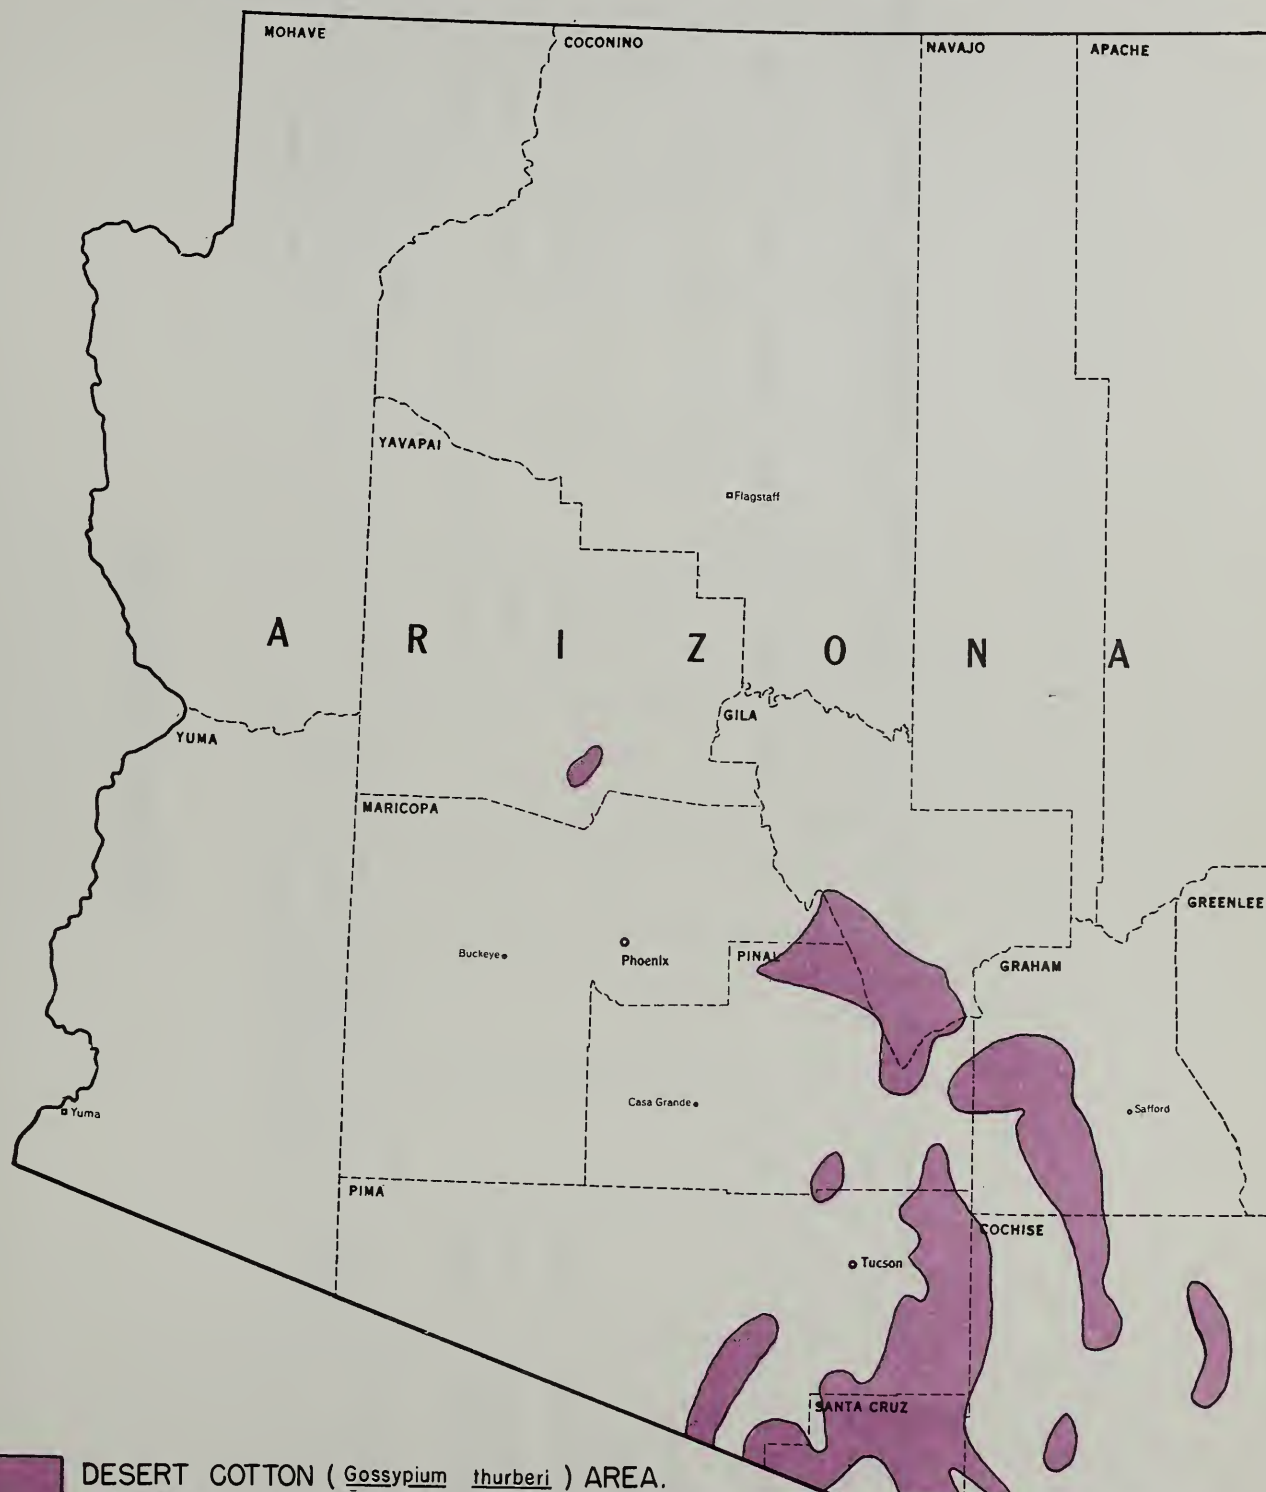 MOHAVE
COCONINO
NAVAJO
APACHE
YAVAPAI
Flagstaff
A R I Z O N A
GILA
YUMA
MARICOPA
GREENLEE
Buckeye
Phoenix
PINAL
GRAHAM
Casa Grande
Safford
Yuma
PIMA
COCHISE
Tucson
SANTA CRUZ
DESERT COTTON (Gossypium thurberi) AREA.